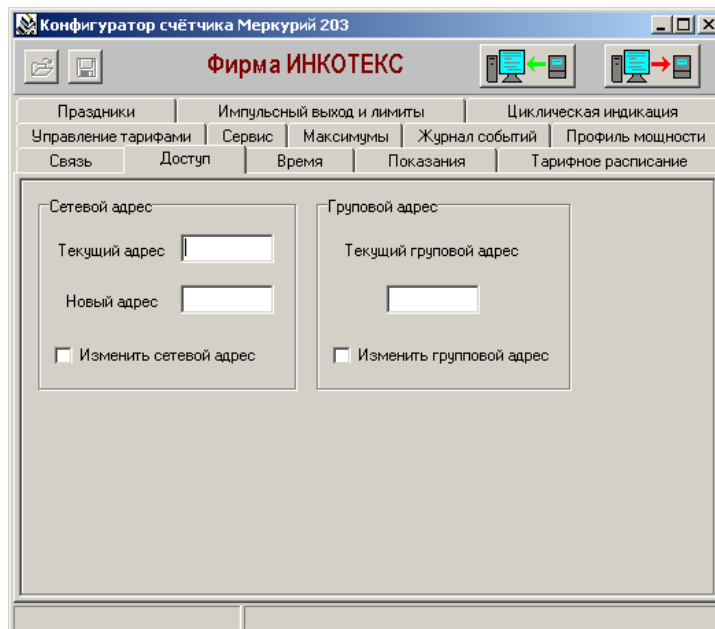 Конфигуратор счётчика Меркурий 203
Фирма ИНКОТЕКС
Праздники Импульсный выход и лимиты Циклическая индикация
Управление тарифами Сервис Максимумы Журнал событий Профиль мощности
Связь Доступ Время Показания Тарифное расписание
Сетевой адрес
Текущий адрес
Новый адрес
Изменить сетевой адрес
Груповой адрес
Текущий груповой адрес
Изменить групповой адрес